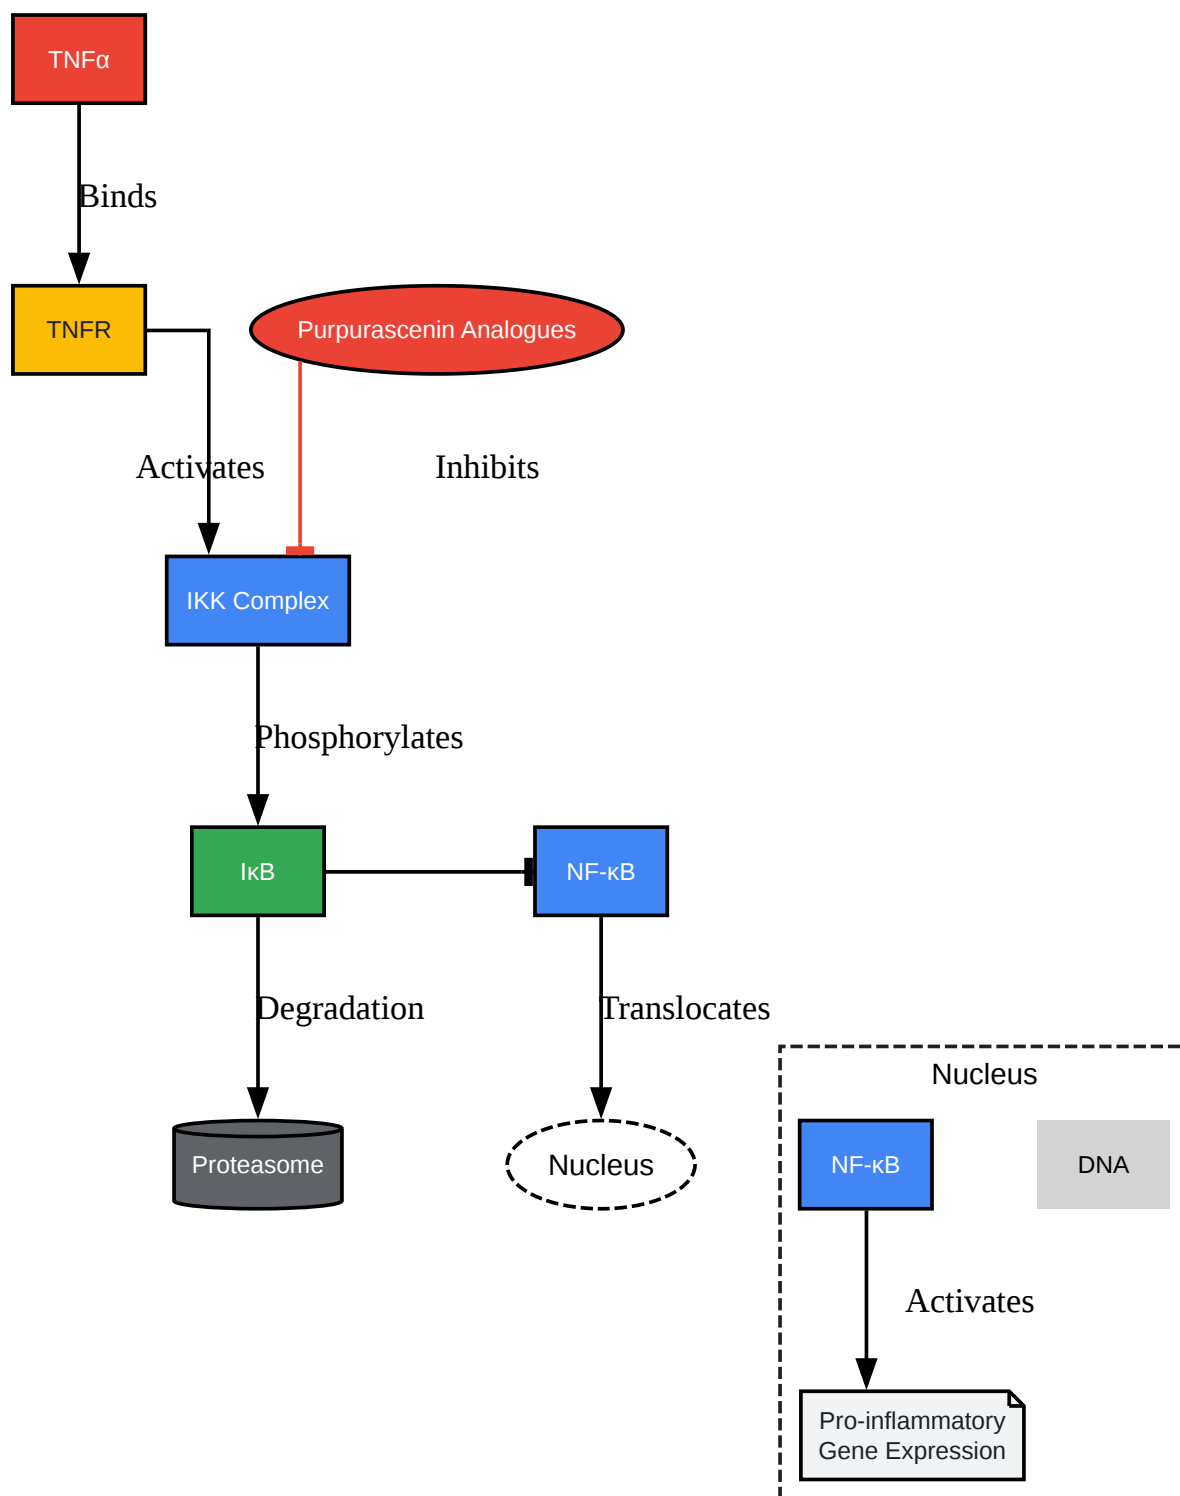 TNFα
Binds
TNFR
Purpurascenin Analogues
Activates
Inhibits
IKK Complex
Phosphorylates
IκB
NF-κB
Degradation
Translocates
Proteasome
Nucleus
Nucleus
NF-κB
DNA
Activates
Pro-inflammatory
Gene Expression